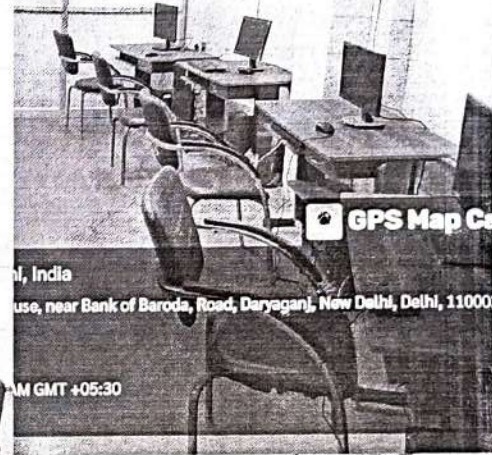 GPS Map Ca
i, India
use, near Bank of Baroda, Road, Daryaganj, New Delhi, Delhi, 11000
AM GMT +05:30